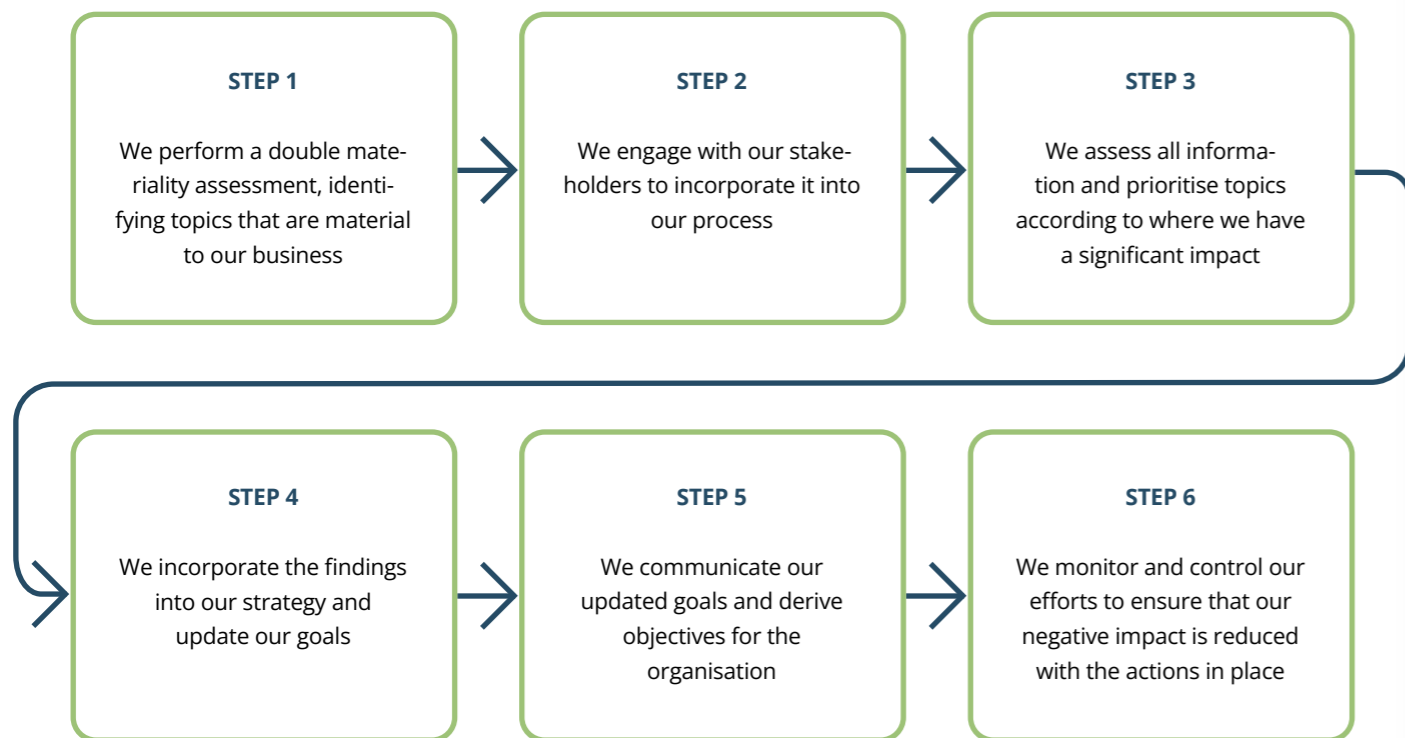 STEP 1
We perform a double mate-
riality assessment, identi-
fying topics that are material
to our business
STEP 2
We engage with our stake-
holders to incorporate it into
our process
STEP 3
We assess all informa-
tion and prioritise topics
according to where we have
a significant impact
STEP 4
We incorporate the findings
into our strategy and
update our goals
STEP 5
We communicate our
updated goals and derive
objectives for the
organisation
STEP 6
We monitor and control our
efforts to ensure that our
negative impact is reduced
with the actions in place